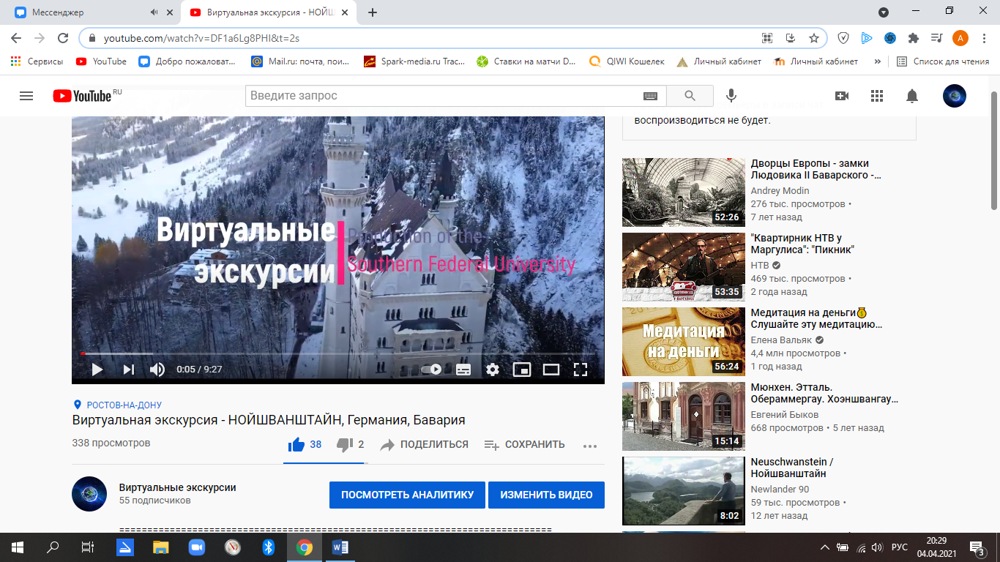 Мессенджер
Виртуальная экскурсия - НОЙШ
youtube.com/watch?v=DF1a6Lg8PHI&t=2s
А
Сервисы
YouTube
Добро пожаловат...
Mail.ru: почта, пои...
Spark-media.ru Trac...
Ставки на матчи D...
QIWI Кошелек
Личный кабинет
Личный кабинет
»
Список для чтения
YouTube RU
Введите запрос
воспроизводиться не будет.
Виртуальные
экскурсии
Production of the
Southern Federal University
0:05 / 9:27
РОСТОВ-НА-ДОНУ
Виртуальная экскурсия - НОЙШВАНШТАЙН, Германия, Бавария
338 просмотров
38
2
ПОДЕЛИТЬСЯ
СОХРАНИТЬ
Виртуальные экскурсии
55 подписчиков
ПОСМОТРЕТЬ АНАЛИТИКУ
ИЗМЕНИТЬ ВИДЕО
Дворцы Европы - замки
Людовика II Баварского -...
Andrey Modin
276 тыс. просмотров •
7 лет назад
52:26
"Квартирник НТВ у
Маргулиса": "Пикник"
НТВ
469 тыс. просмотров •
2 года назад
53:35
Медитация на деньги💰
Слушайте эту медитацию...
Елена Вальяк
4,4 млн просмотров •
1 год назад
Медитация
на деньги
56:24
Мюнхен. Этталь.
Обераммергау. Хоэншвангау...
Евгений Быков
668 просмотров • 5 лет назад
15:14
Neuschwanstein /
Нойшванштайн
Newlander 90
59 тыс. просмотров •
12 лет назад
8:02
РУС
20:29
04.04.2021
3